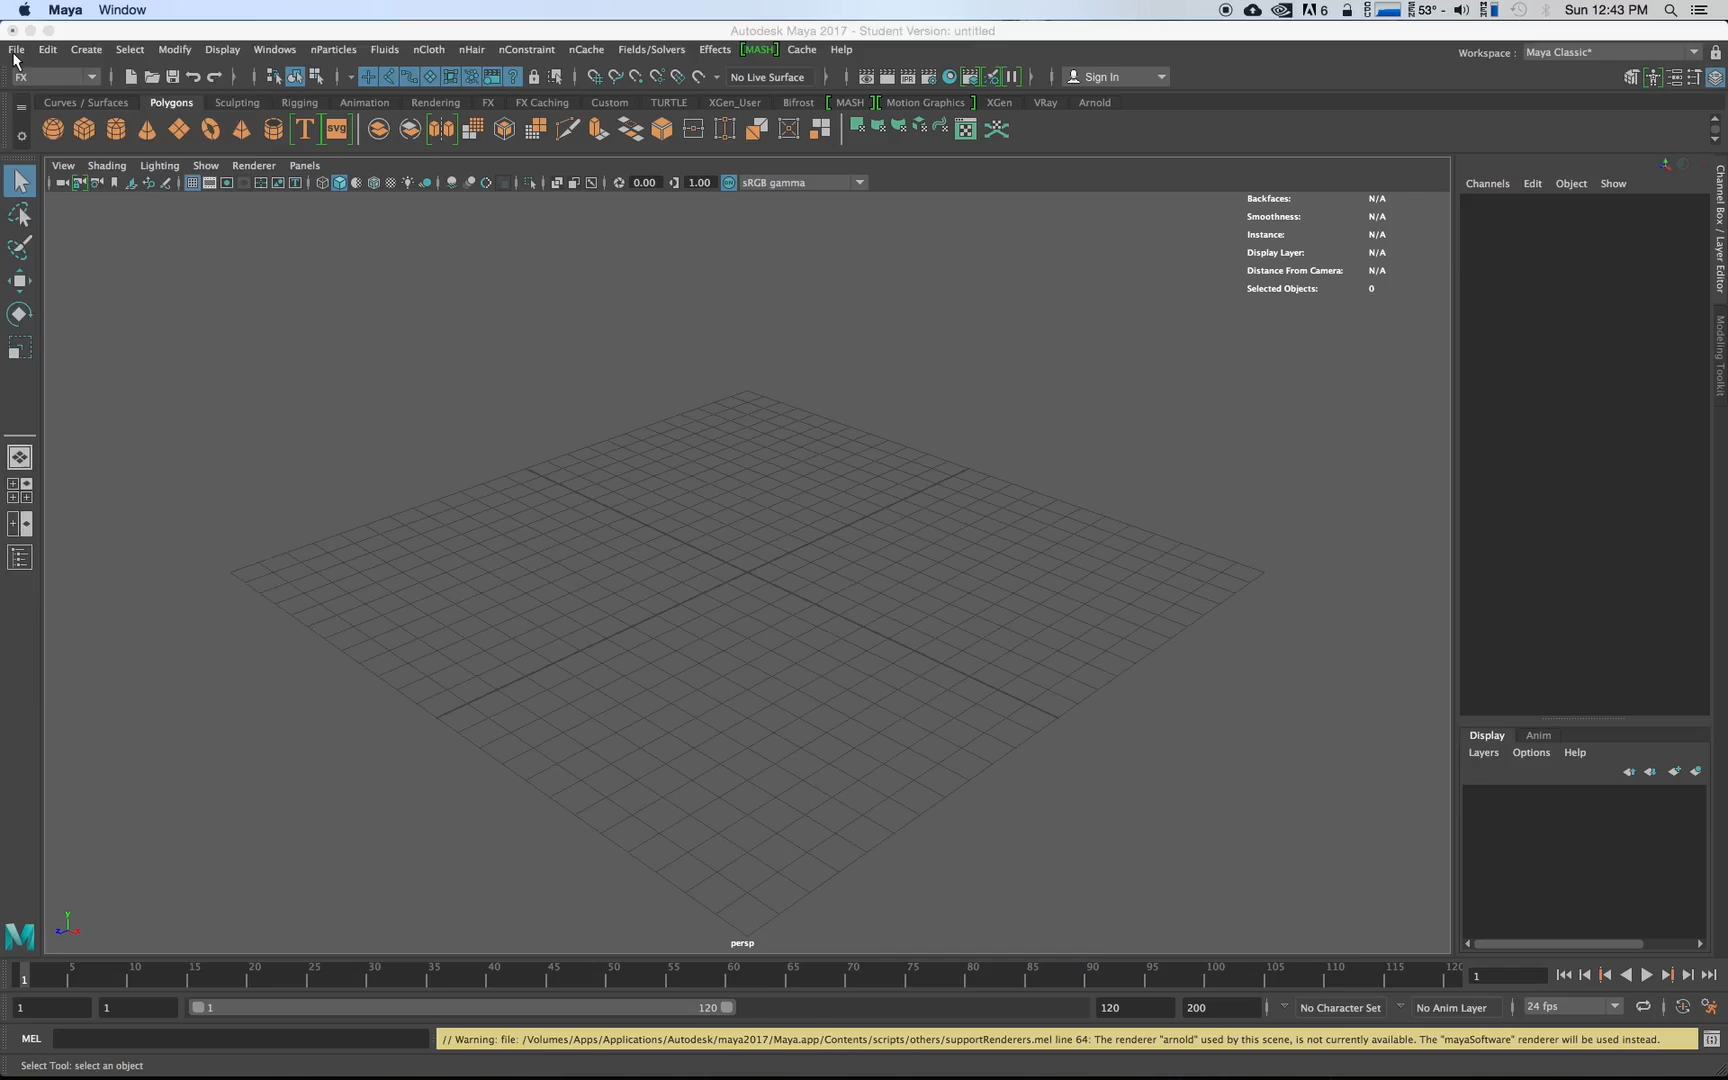 Maya Window 6 53° Sun 12:43 PM
Autodesk Maya 2017 - Student Version: untitled
File Edit Create Select Modify Display Windows nParticles Fluids nCloth nHair nConstraint nCache Fields/Solvers Effects [MASH] Cache Help Workspace : Maya Classic*
FX No Live Surface Sign In
Curves / Surfaces Polygons Sculpting Rigging Animation Rendering FX FX Caching Custom TURTLE XGen_User Bifrost [ MASH ] [ Motion Graphics ] XGen VRay Arnold
T svg
View Shading Lighting Show Renderer Panels
0.00 1.00 sRGB gamma
Channels Edit Object Show
Channel Box / Layer Editor
Modeling Toolkit
Backfaces: N/A
Smoothness: N/A
Instance: N/A
Display Layer: N/A
Distance From Camera: N/A
Selected Objects: 0
Display Anim
Layers Options Help
M
y
z x
persp
1 5 10 15 20 25 30 35 40 45 50 55 60 65 70 75 80 85 90 95 100 105 110 115 120 1
1 1 1 120 120 200 No Character Set No Anim Layer 24 fps
MEL // Warning: file: /Volumes/Apps/Applications/Autodesk/maya2017/Maya.app/Contents/scripts/others/supportRenderers.mel line 64: The renderer "arnold" used by this scene, is not currently available. The "mayaSoftware" renderer will be used instead.
Select Tool: select an object